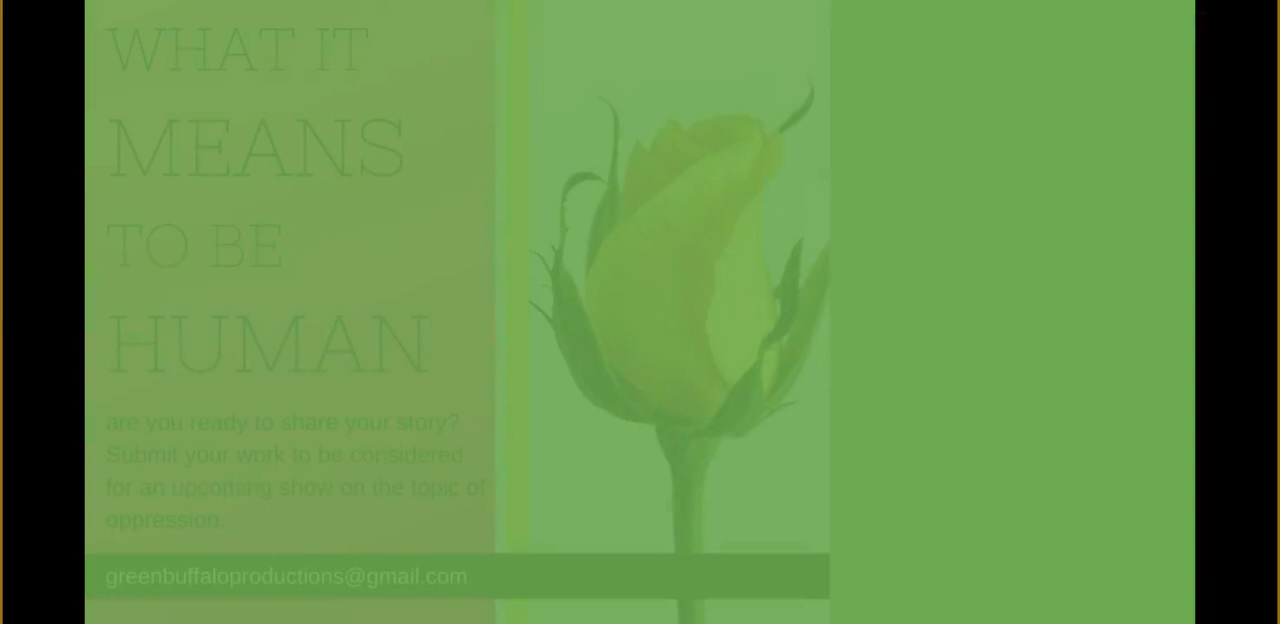 WHAT IT
MEANS
TO BE
HUMAN
are you ready to share your story?
Submit your work to be considered
for an upcoming show on the topic of
oppression.
greenbuffaloproductions@gmail.com